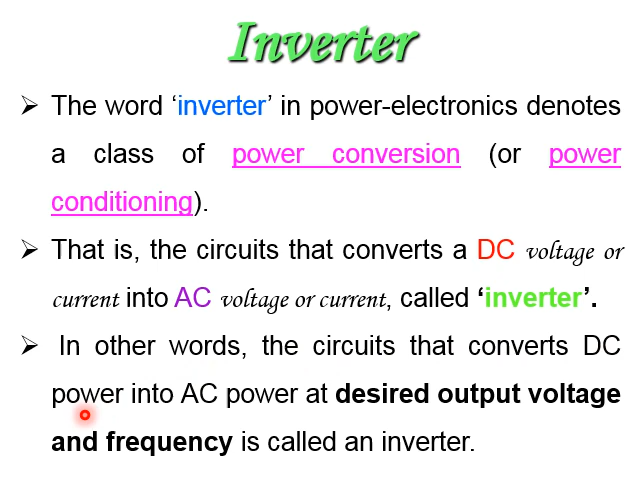 Inverter
➢ The word ‘inverter’ in power-electronics denotes
a class of power conversion (or power
conditioning).
➢ That is, the circuits that converts a DC voltage or
current into AC voltage or current, called ‘inverter’.
➢ In other words, the circuits that converts DC
power into AC power at desired output voltage
and frequency is called an inverter.